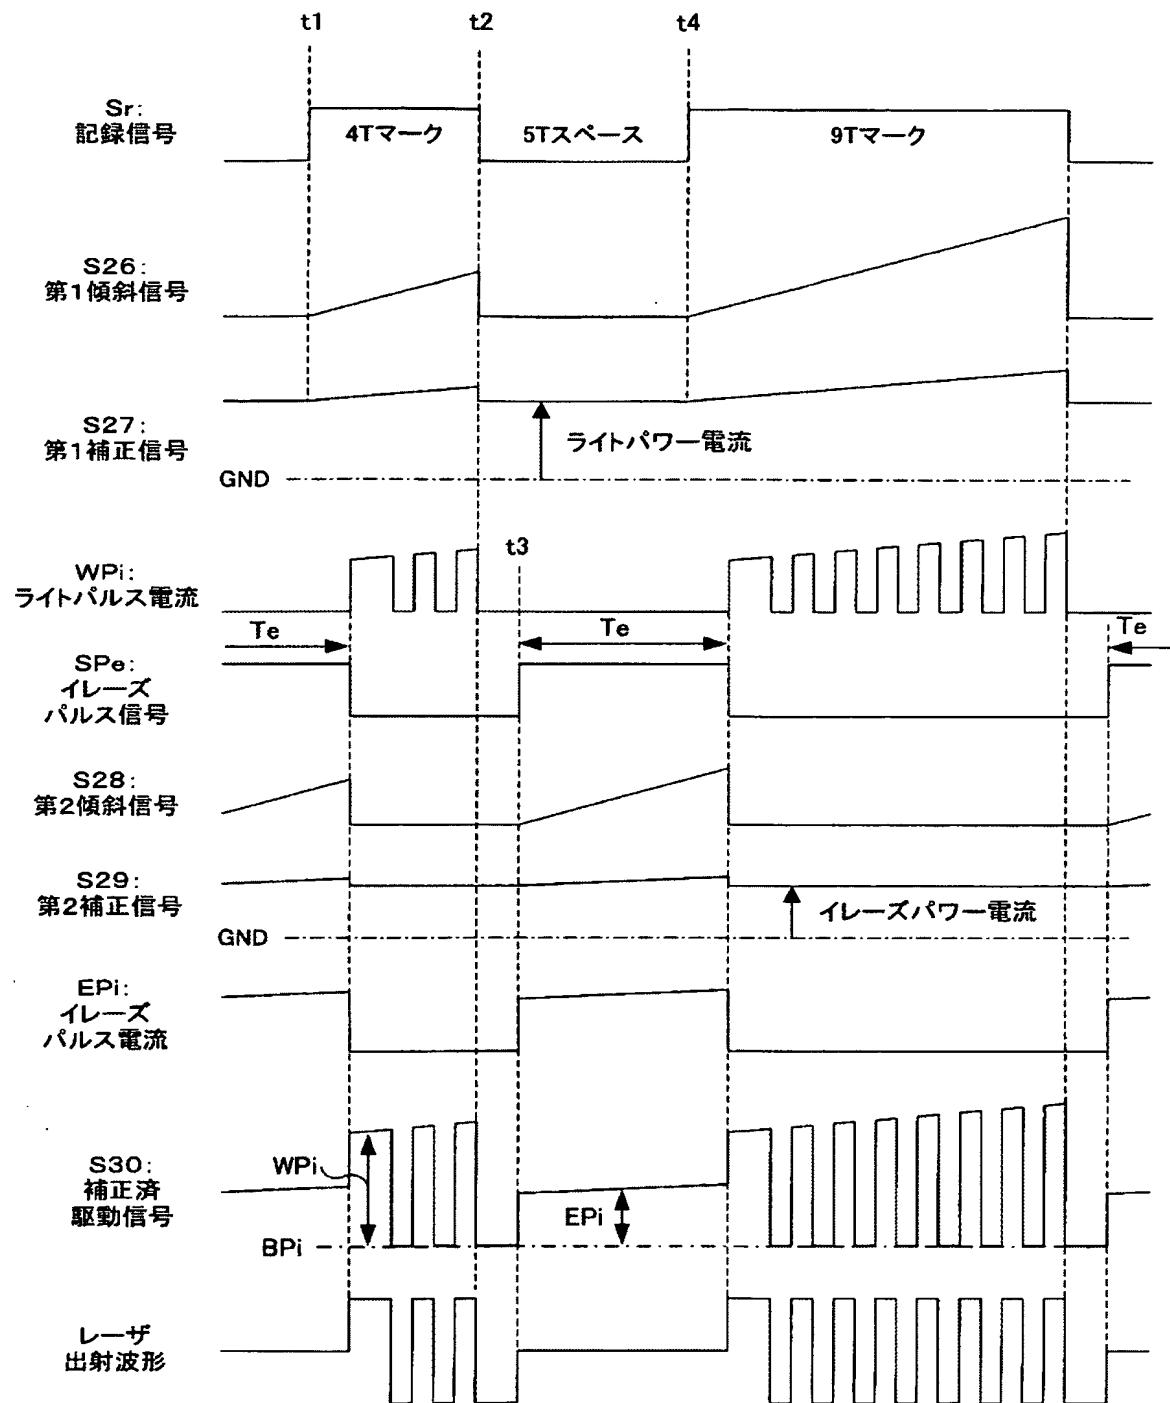 t1 t2 t4
Sr:
記録信号
4Tマーク 5Tスペース 9Tマーク
S26:
第1傾斜信号
S27:
第1補正信号
ライトパワー電流
GND
t3
WPi:
ライトパルス電流
Te Te Te
SPe:
イレーズ
パルス信号
S28:
第2傾斜信号
S29:
第2補正信号
イレーズパワー電流
GND
EPi:
イレーズ
パルス電流
S30:
補正済
駆動信号
WPi
EPi
BPi
レーザ
出射波形